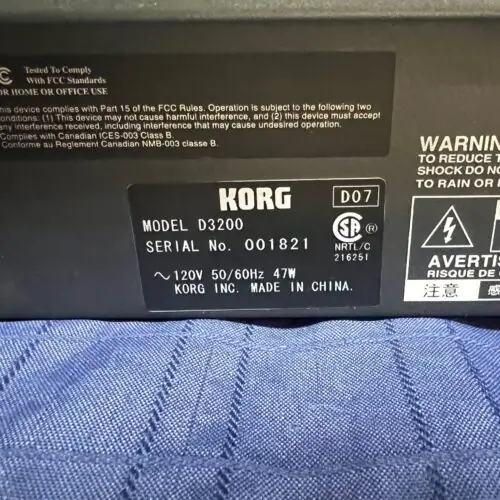 Tested To Comply
With FCC Standards
OR HOME OR OFFICE USE
his device complies with Part 15 of the FCC Rules. Operation is subject to the following two
conditions: (1) This device may not cause harmful interference, and (2) this device must accept
any interference received, including interference that may cause undesired operation.
Complies with Canadian ICES-003 Class B.
Conforme au Reglement Canadien NMB-003 classe B.
KORG
D07
MODEL D3200
SERIAL No. 001821
SA ®
NRTL/C
216251
~120V 50/60Hz 47W
KORG INC. MADE IN CHINA.
WARNIN
TO REDUCE T
SHOCK DO NO
TO RAIN OR
AVERTIS
RISQUE DE
注意
感